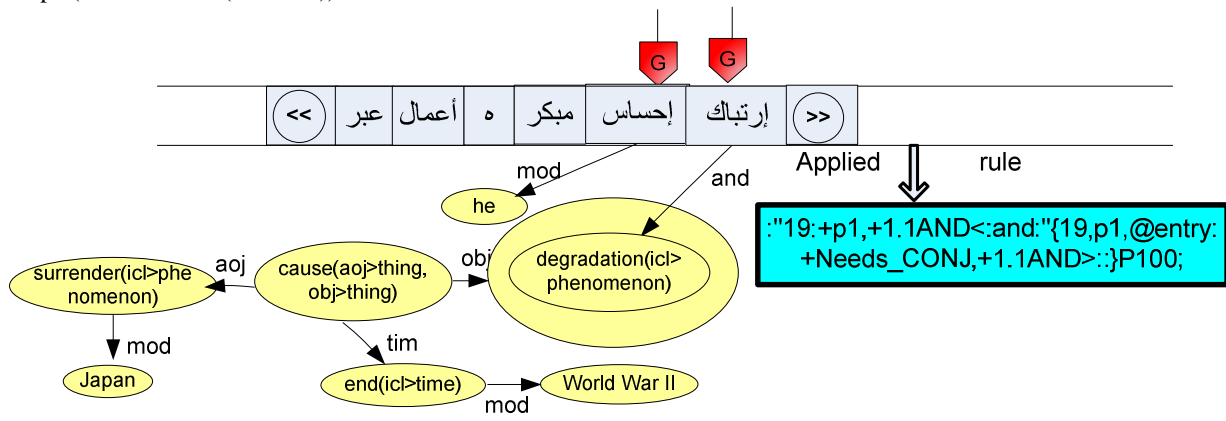 G G
<< عبر أعمال ه مبكر إحساس إرتباك >>
Applied rule
mod
and
he
:"19:+p1,+1.1AND<:and:"{19,p1,@entry:
+Needs_CONJ,+1.1AND>::}P100;
surrender(icl>phe
nomenon)
aoj
cause(aoj>thing,
obj>thing)
obj
degradation(icl>
phenomenon)
mod
tim
Japan
end(icl>time)
mod
World War II